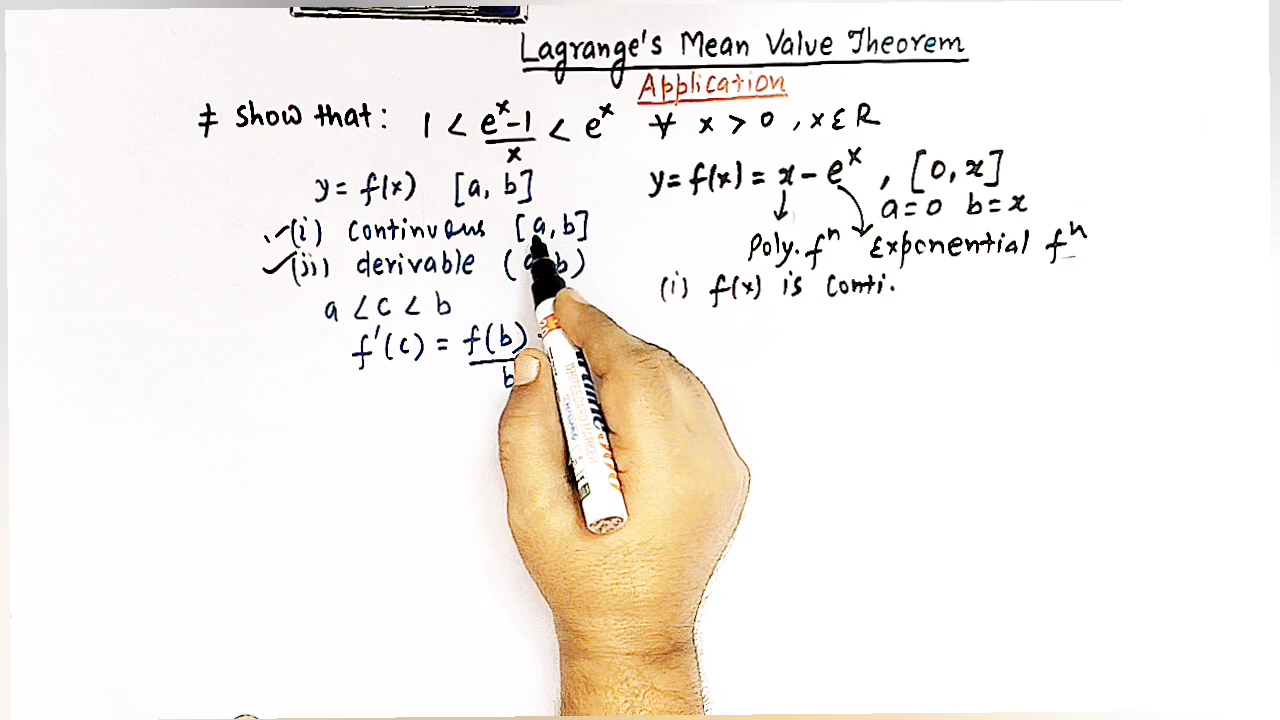 Lagrange's Mean Value Theorem
Application
≠ Show that: 1 < (e^x-1)/x < e^x ∀ x > 0 , x ∈ R
y = f(x) [a, b]
(i) continuous [a, b]
(ii) derivable ( b)
a < c < b
f'(c) = f(b) / b
y = f(x) = x - e^x , [0, x]
a = 0 b = x
Poly. f^n Exponential f^n
(i) f(x) is conti.